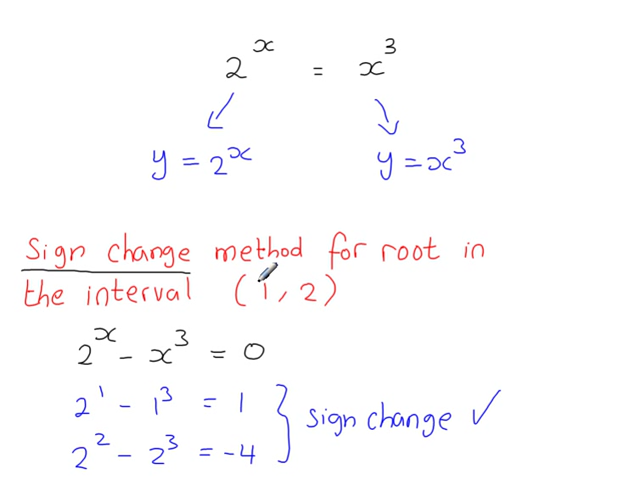 2^x = x^3
y = 2^x y = x^3
Sign change method for root in
the interval (1, 2)
2^x - x^3 = 0
2^1 - 1^3 = 1
sign change ✓
2^2 - 2^3 = -4